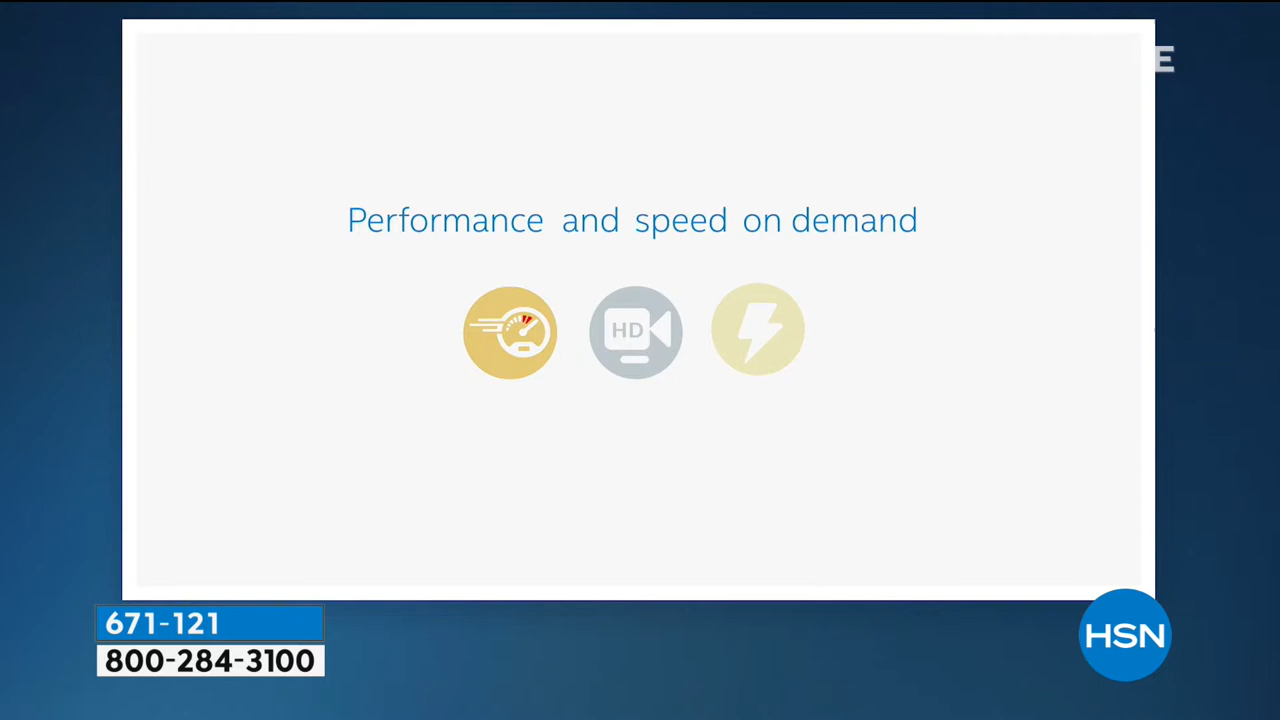 E
Performance and speed on demand
HD
671-121
800-284-3100
HSN